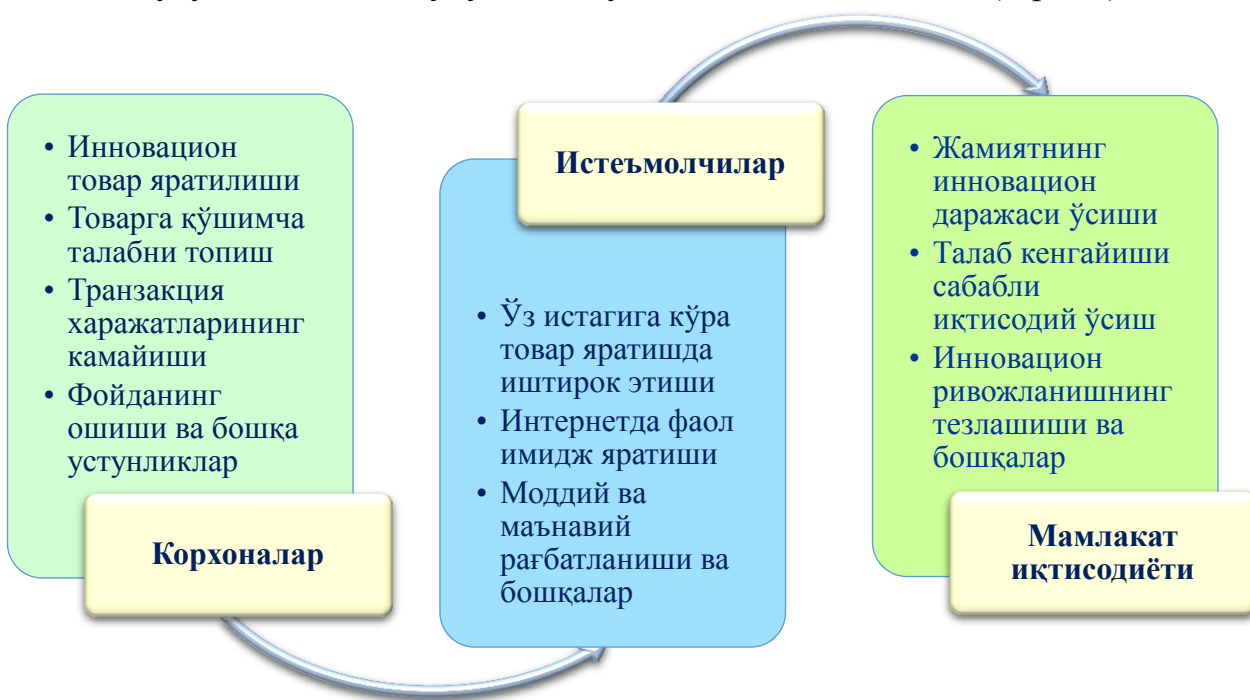 • Инновацион
товар яратилиши
• Товарга қўшимча
талабни топиш
• Транзакция
харажатларининг
камайиши
• Фойданинг
ошиши ва бошқа
устунликлар
Корхоналар
Истеъмолчилар
• Ўз истагига кўра
товар яратишда
иштирок этиши
• Интернетда фаол
имидж яратиши
• Моддий ва
маънавий
рағбатланиши ва
бошқалар
• Жамиятнинг
инновацион
даражаси ўсиши
• Талаб кенгайиши
сабабли
иқтисодий ўсиш
• Инновацион
ривожланишнинг
тезлашиши ва
бошқалар
Мамлакат
иқтисодиёти